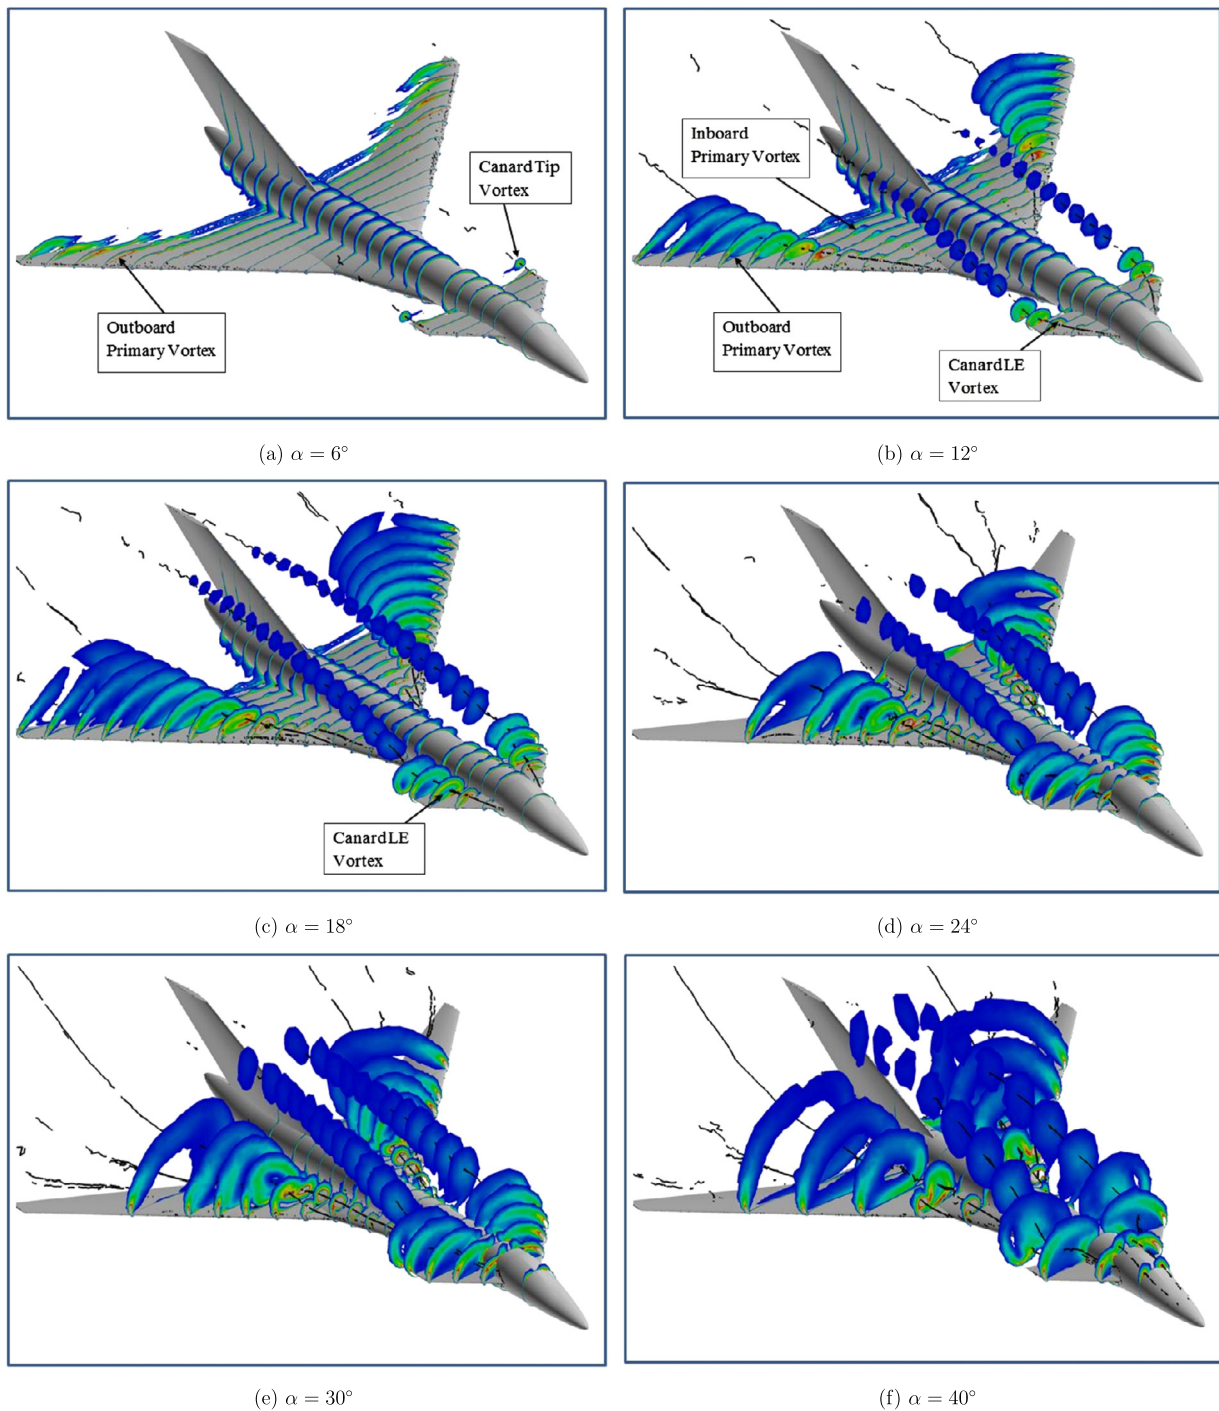 Canard Tip
Vortex
Outboard
Primary Vortex
(a) α = 6°
Inboard
Primary Vortex
Outboard
Primary Vortex
Canard LE
Vortex
(b) α = 12°
Canard LE
Vortex
(c) α = 18°
(d) α = 24°
(e) α = 30°
(f) α = 40°